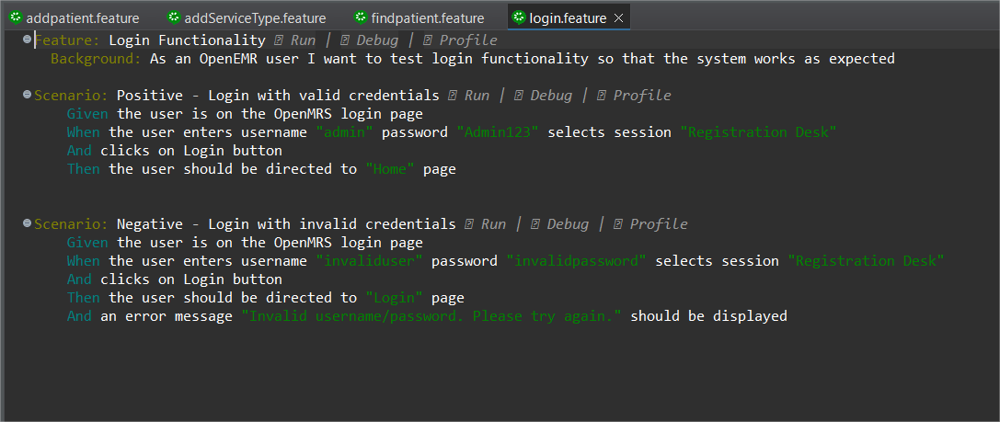 addpatient.feature addServiceType.feature findpatient.feature login.feature
Feature: Login Functionality Run | Debug | Profile
Background: As an OpenEMR user I want to test login functionality so that the system works as expected
Scenario: Positive - Login with valid credentials Run | Debug | Profile
Given the user is on the OpenMRS login page
When the user enters username "admin" password "Admin123" selects session "Registration Desk"
And clicks on Login button
Then the user should be directed to "Home" page
Scenario: Negative - Login with invalid credentials Run | Debug | Profile
Given the user is on the OpenMRS login page
When the user enters username "invaliduser" password "invalidpassword" selects session "Registration Desk"
And clicks on Login button
Then the user should be directed to "Login" page
And an error message "Invalid username/password. Please try again." should be displayed